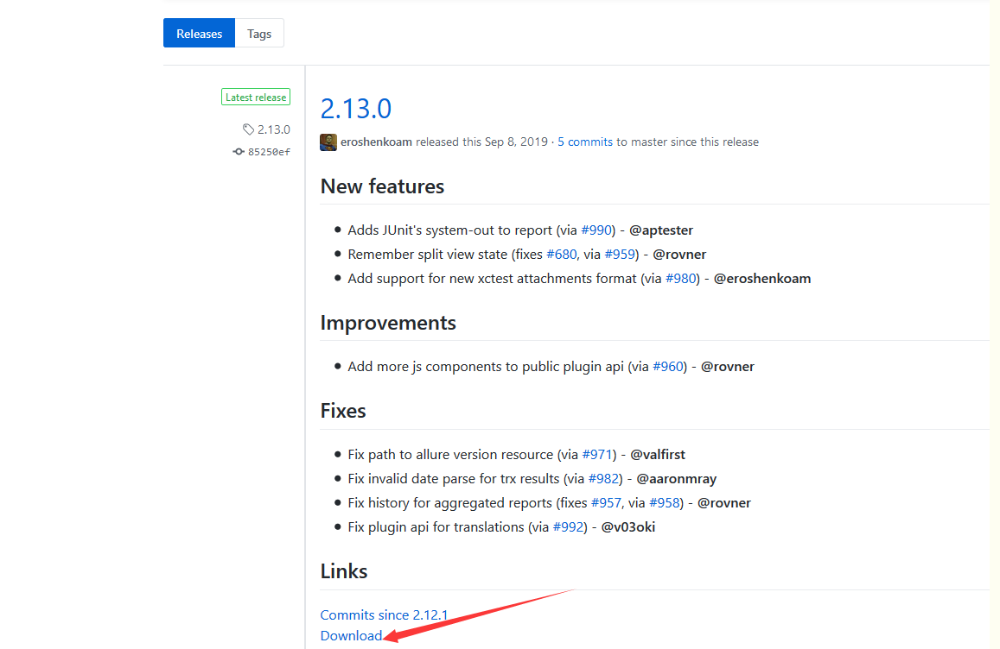 Releases Tags
Latest release
2.13.0
85250ef
2.13.0
eroshenkoam released this Sep 8, 2019 · 5 commits to master since this release
New features
Adds JUnit's system-out to report (via #990) - @aptester
Remember split view state (fixes #680, via #959) - @rovner
Add support for new xctest attachments format (via #980) - @eroshenkoam
Improvements
Add more js components to public plugin api (via #960) - @rovner
Fixes
Fix path to allure version resource (via #971) - @valfirst
Fix invalid date parse for trx results (via #982) - @aaronmray
Fix history for aggregated reports (fixes #957, via #958) - @rovner
Fix plugin api for translations (via #992) - @v03oki
Links
Commits since 2.12.1
Download